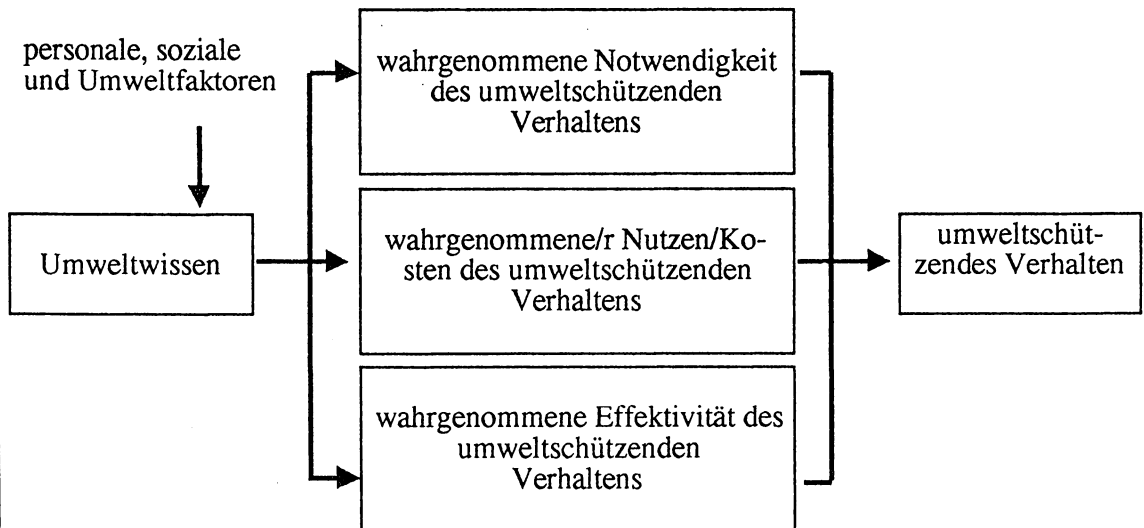 personale, soziale
und Umweltfaktoren
wahrgenommene Notwendigkeit
des umweltschützenden
Verhaltens
Umweltwissen
wahrgenommene/r Nutzen/Ko-
sten des umweltschützenden
Verhaltens
umweltschüt-
zendes Verhalten
wahrgenommene Effektivität des
umweltschützenden
Verhaltens